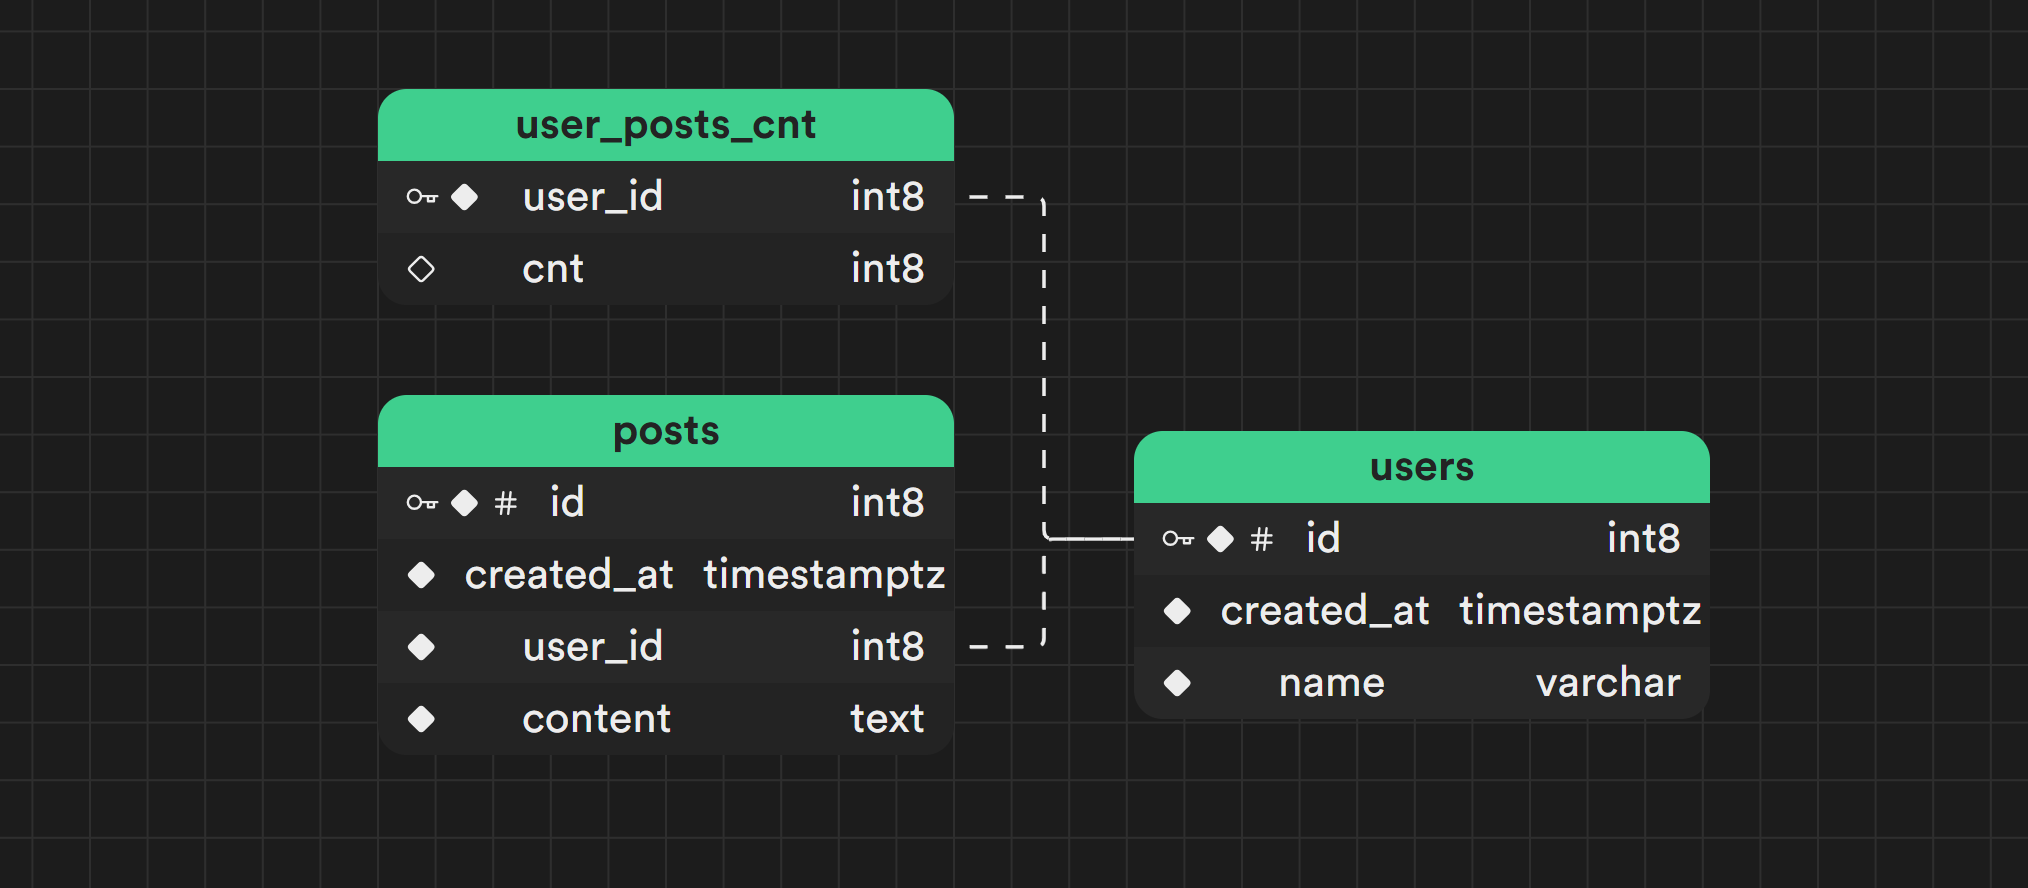 user_posts_cnt
user_id int8
cnt int8
posts
# id int8
created_at timestamptz
user_id int8
content text
users
# id int8
created_at timestamptz
name varchar